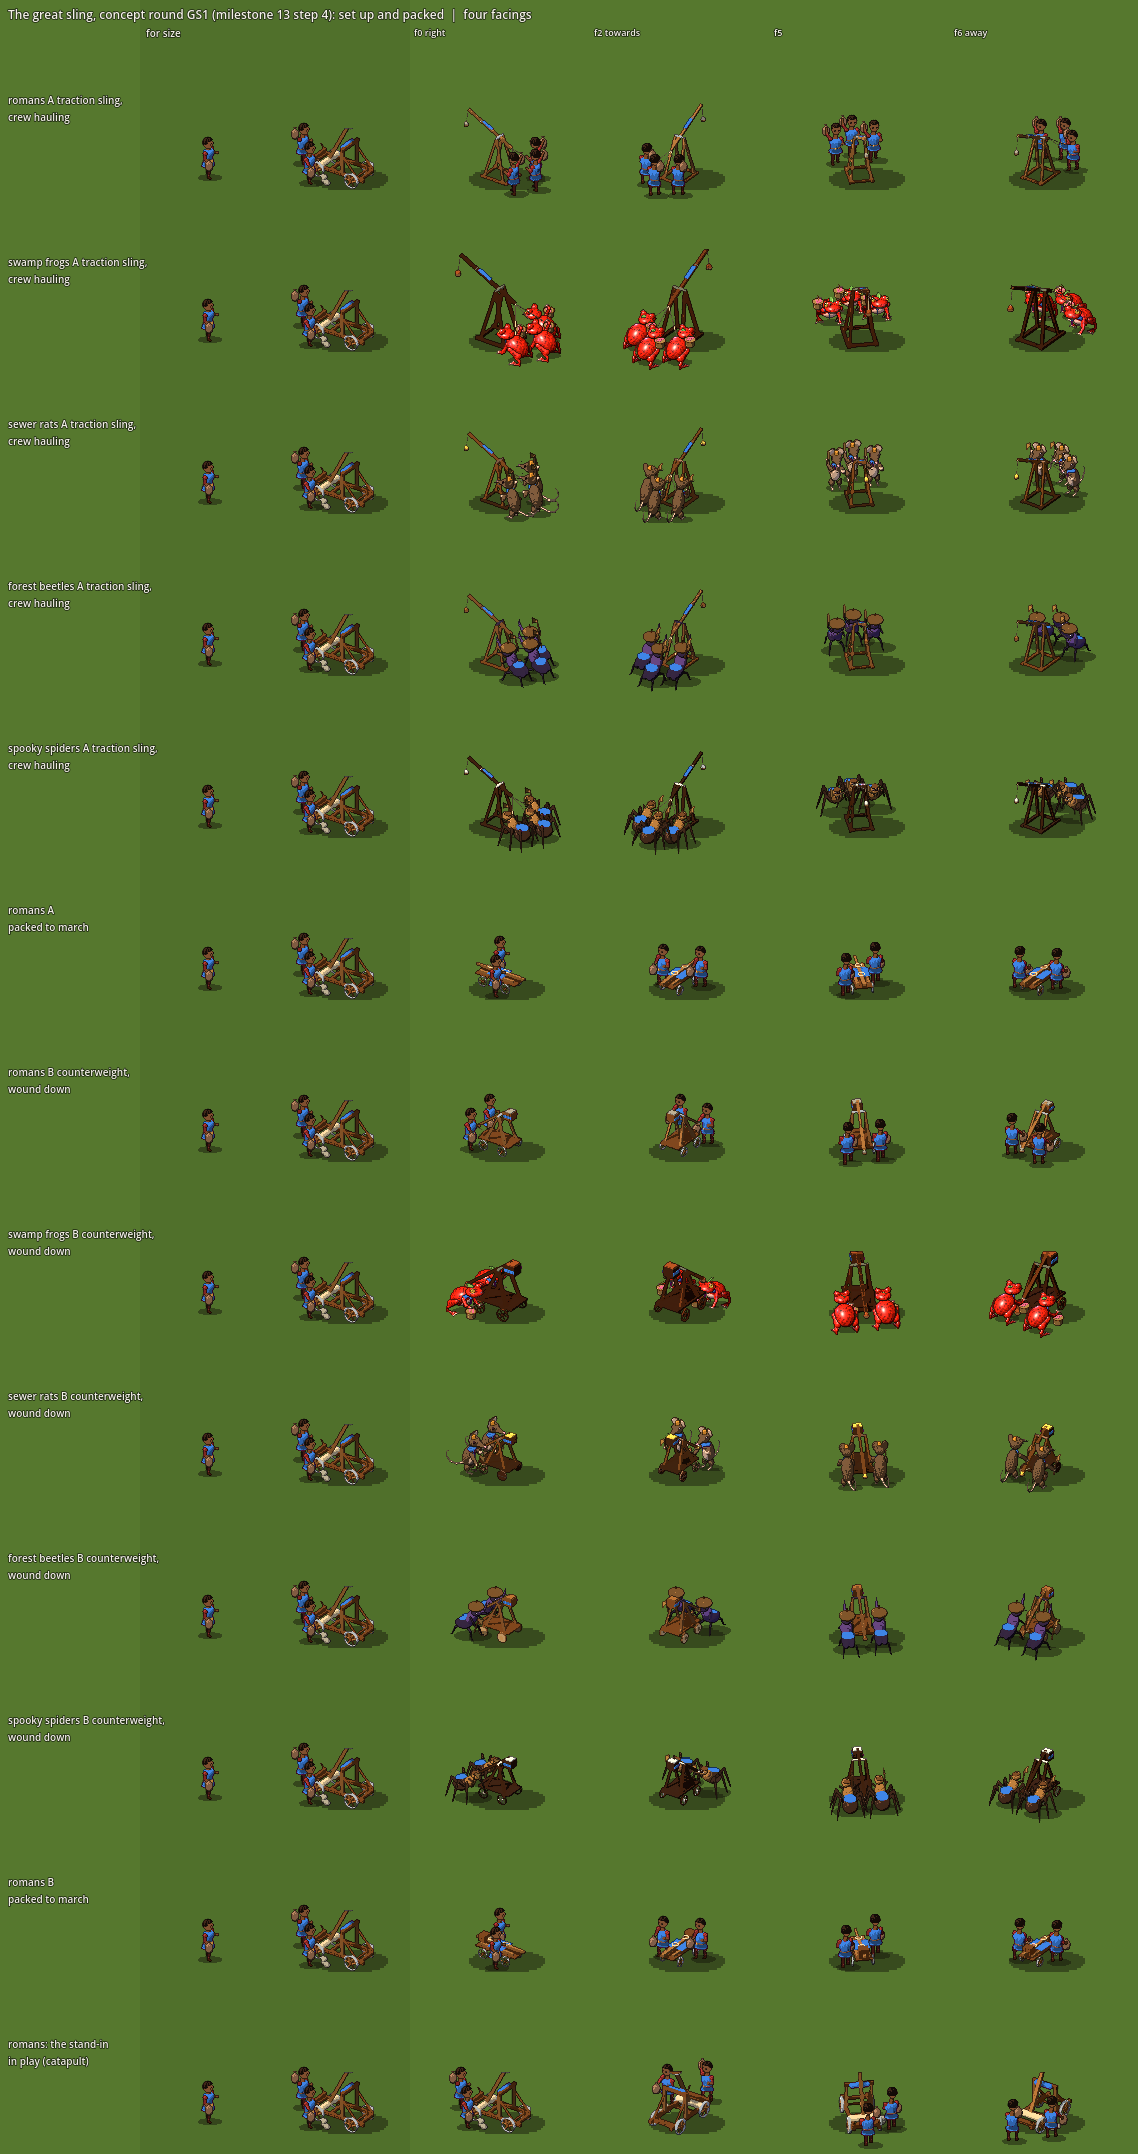 The great sling, concept round GS1 (milestone 13 step 4): set up and packed | four facings
for size
f0 right
f2 towards
f5
f6 away
romans A traction sling,
crew hauling
swamp frogs A traction sling,
crew hauling
sewer rats A traction sling,
crew hauling
forest beetles A traction sling,
crew hauling
spooky spiders A traction sling,
crew hauling
romans A
packed to march
romans B counterweight,
wound down
swamp frogs B counterweight,
wound down
sewer rats B counterweight,
wound down
forest beetles B counterweight,
wound down
spooky spiders B counterweight,
wound down
romans B
packed to march
romans: the stand-in
in play (catapult)